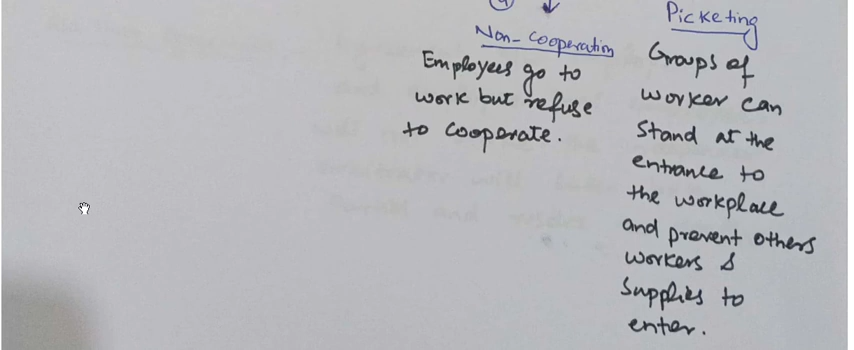 Non-Cooperation
Employees go to
work but refuse
to cooperate.
Picketing
Groups of
worker can
Stand at the
entrance to
the workplace
and prevent others
workers &
Supplies to
enter.